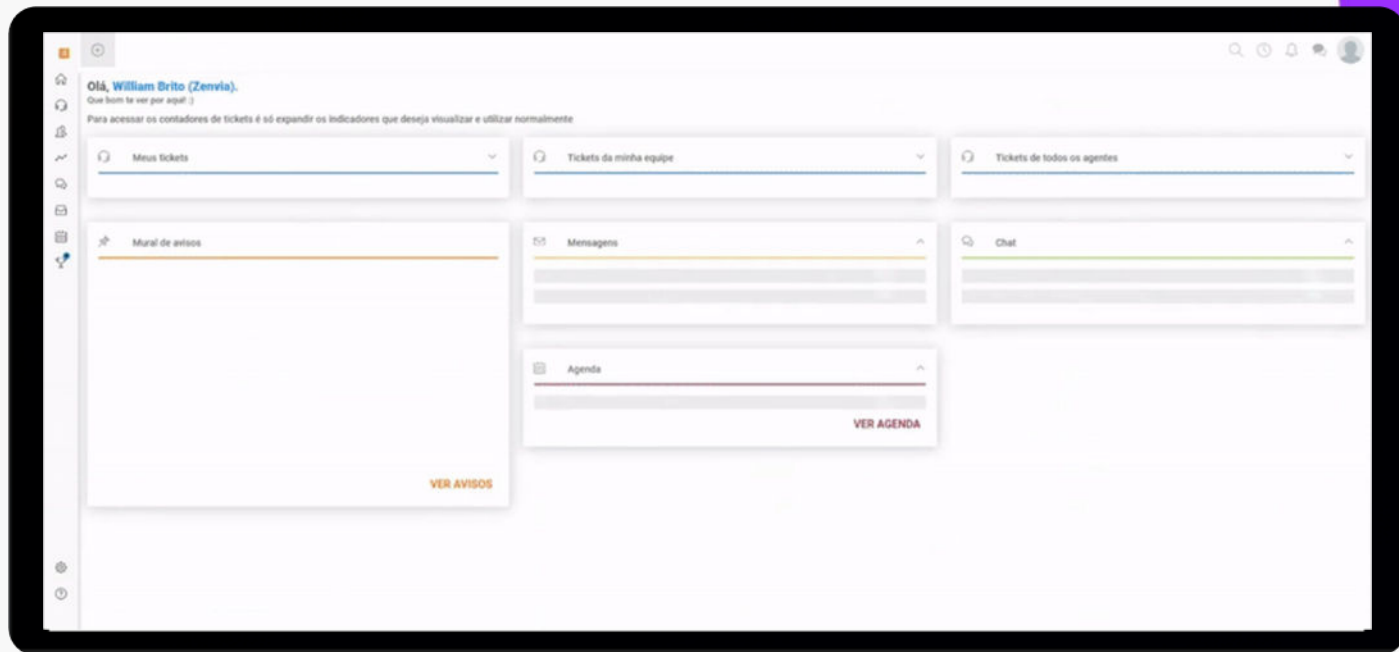 Olá, William Brito (Zenvia).
Que bom te ver por aqui! :)
Para acessar os contadores de tickets é só expandir os indicadores que deseja visualizar e utilizar normalmente
Meus tickets
Tickets da minha equipe
Tickets de todos os agentes
Mural de avisos
Mensagens
Chat
Agenda
VER AGENDA
VER AVISOS